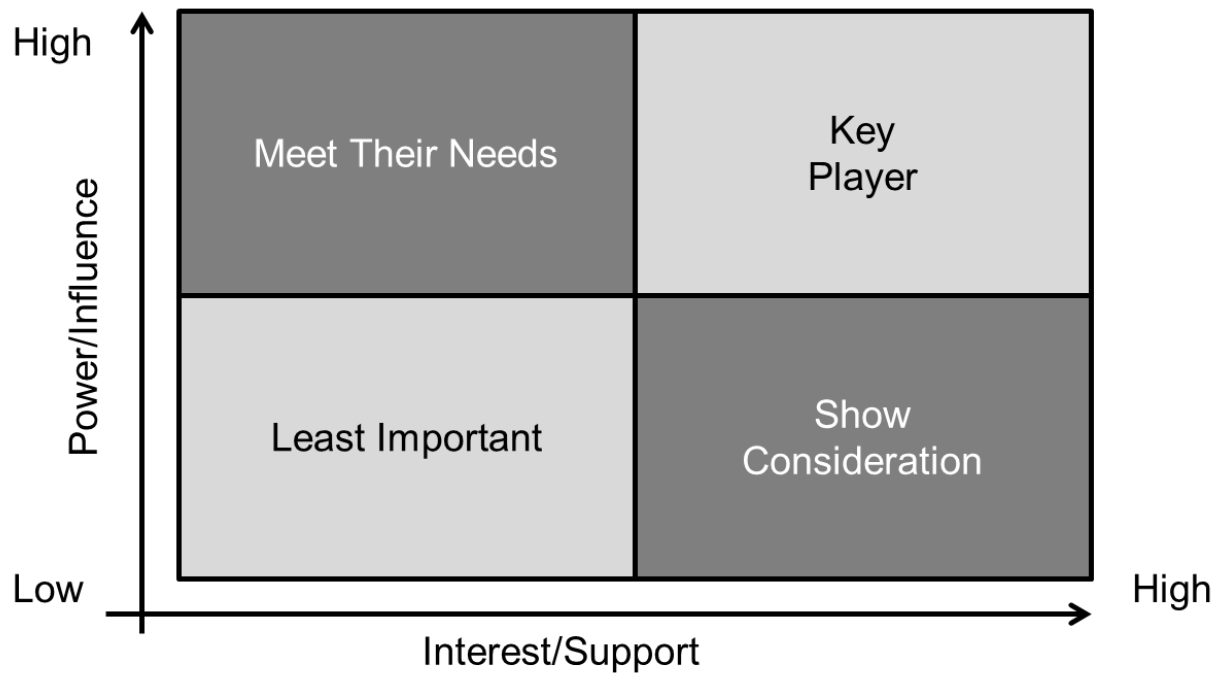 High
Meet Their Needs
Key
Player
Power/Influence
Least Important
Show
Consideration
Low
High
Interest/Support